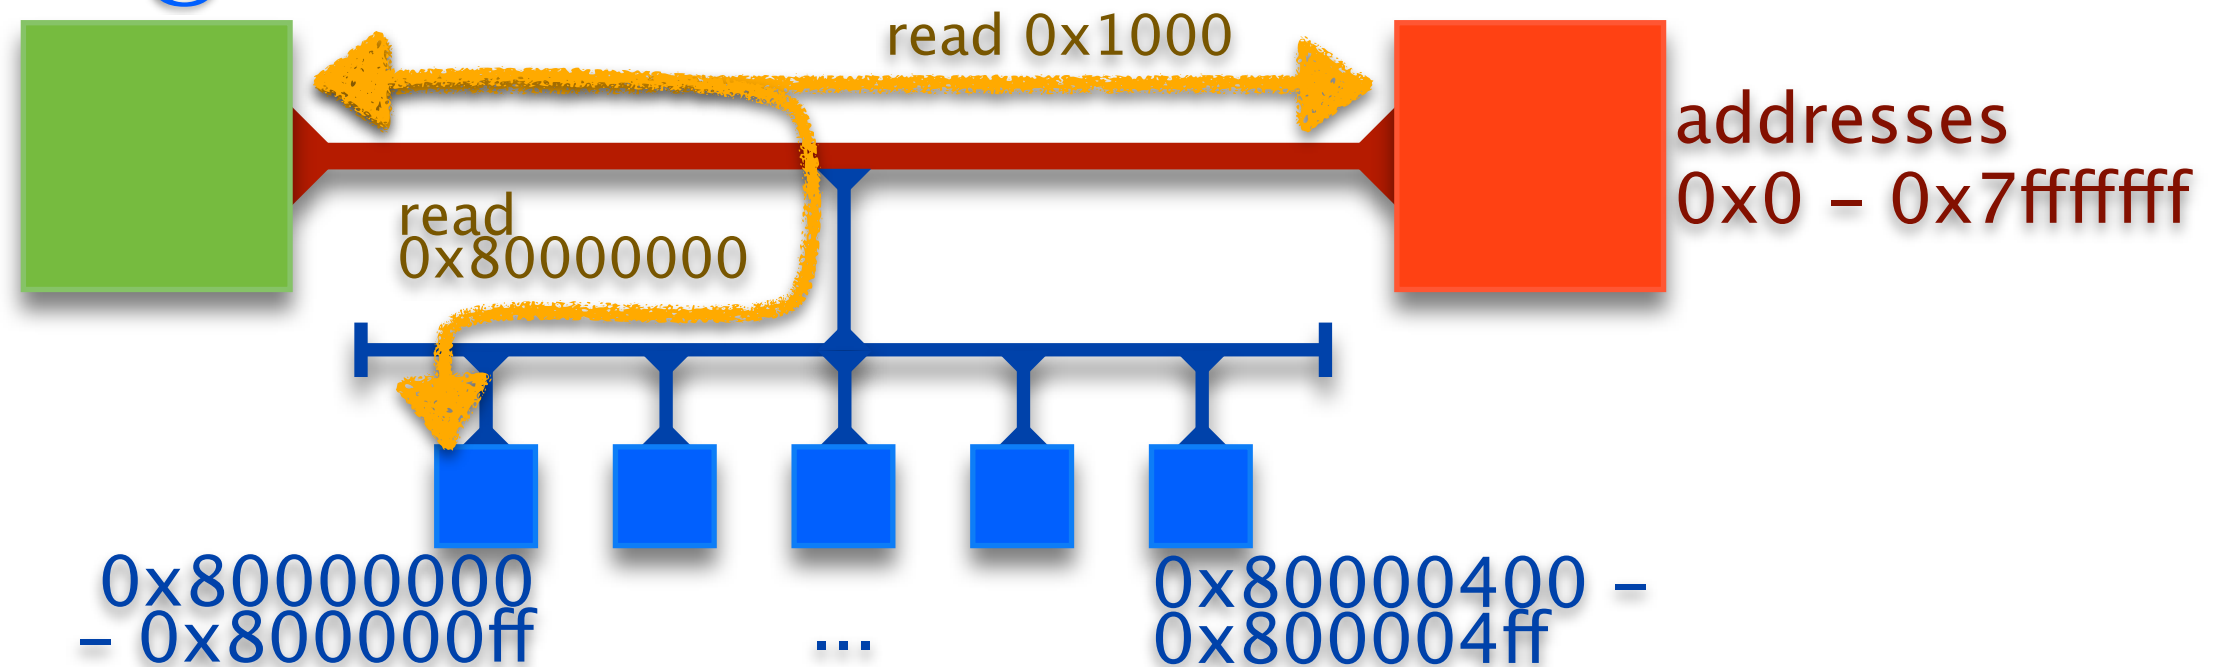 read 0x1000
addresses
0x0 – 0x7fffffff
read
0x80000000
0x80000000
– 0x800000ff
...
0x80000400 –
0x800004ff